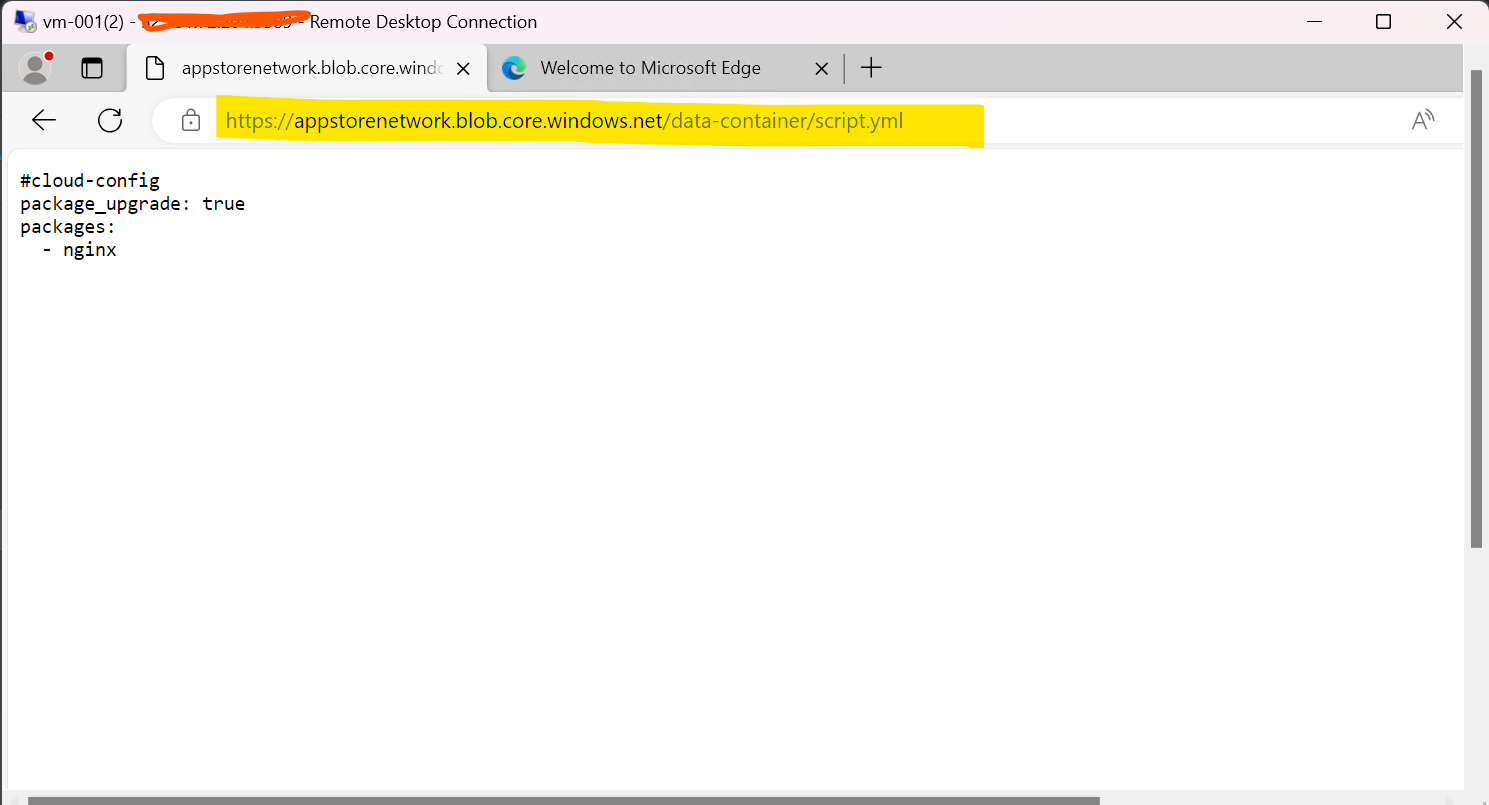 vm-001(2) - - Remote Desktop Connection
appstorenetwork.blob.core.windo
Welcome to Microsoft Edge
https://appstorenetwork.blob.core.windows.net/data-container/script.yml
#cloud-config
package_upgrade: true
packages:
  - nginx